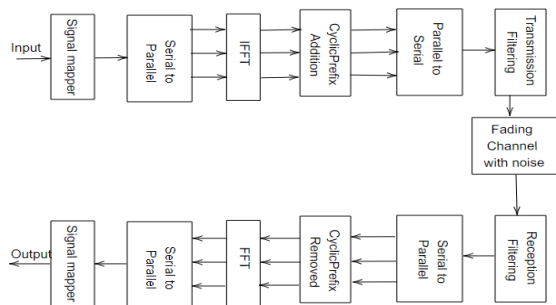 Input
Signal mapper
Serial to
Parallel
IFFT
CyclicPrefix
Addition
Parallel to
Serial
Transmission
Filtering
Fading
Channel
with noise
Output
Signal mapper
Serial to
Parallel
FFT
CyclicPrefix
Removed
Serial to
Parallel
Reception
Filtering